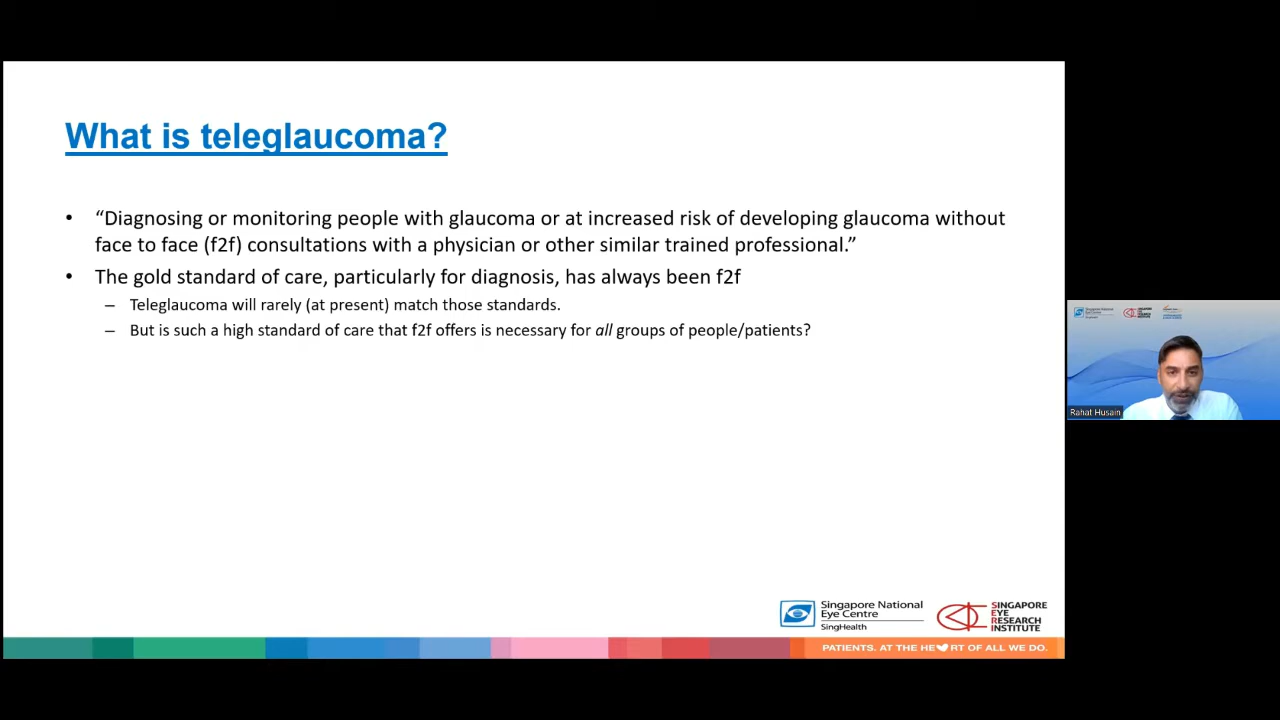 What is teleglaucoma?
• “Diagnosing or monitoring people with glaucoma or at increased risk of developing glaucoma without
face to face (f2f) consultations with a physician or other similar trained professional.”
• The gold standard of care, particularly for diagnosis, has always been f2f
– Teleglaucoma will rarely (at present) match those standards.
– But is such a high standard of care that f2f offers is necessary for all groups of people/patients?
Singapore National
Eye Centre
SingHealth
SINGAPORE
EYE
RESEARCH
INSTITUTE
PATIENTS. AT THE HE RT OF ALL WE DO.
Rahat Husain